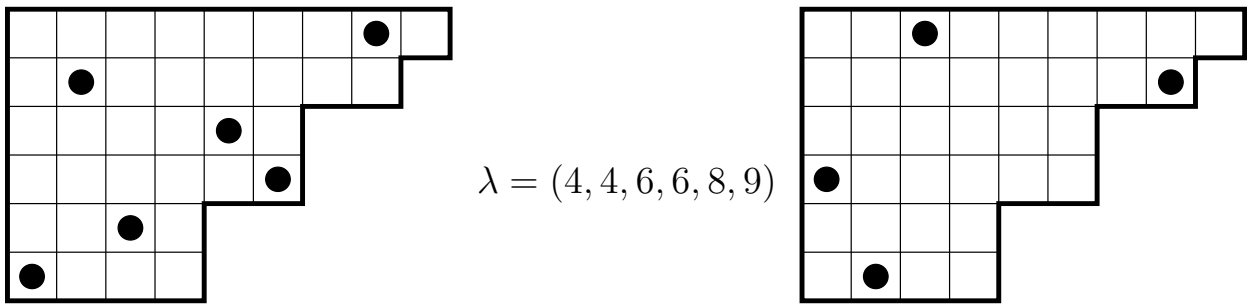 λ = (4, 4, 6, 6, 8, 9)